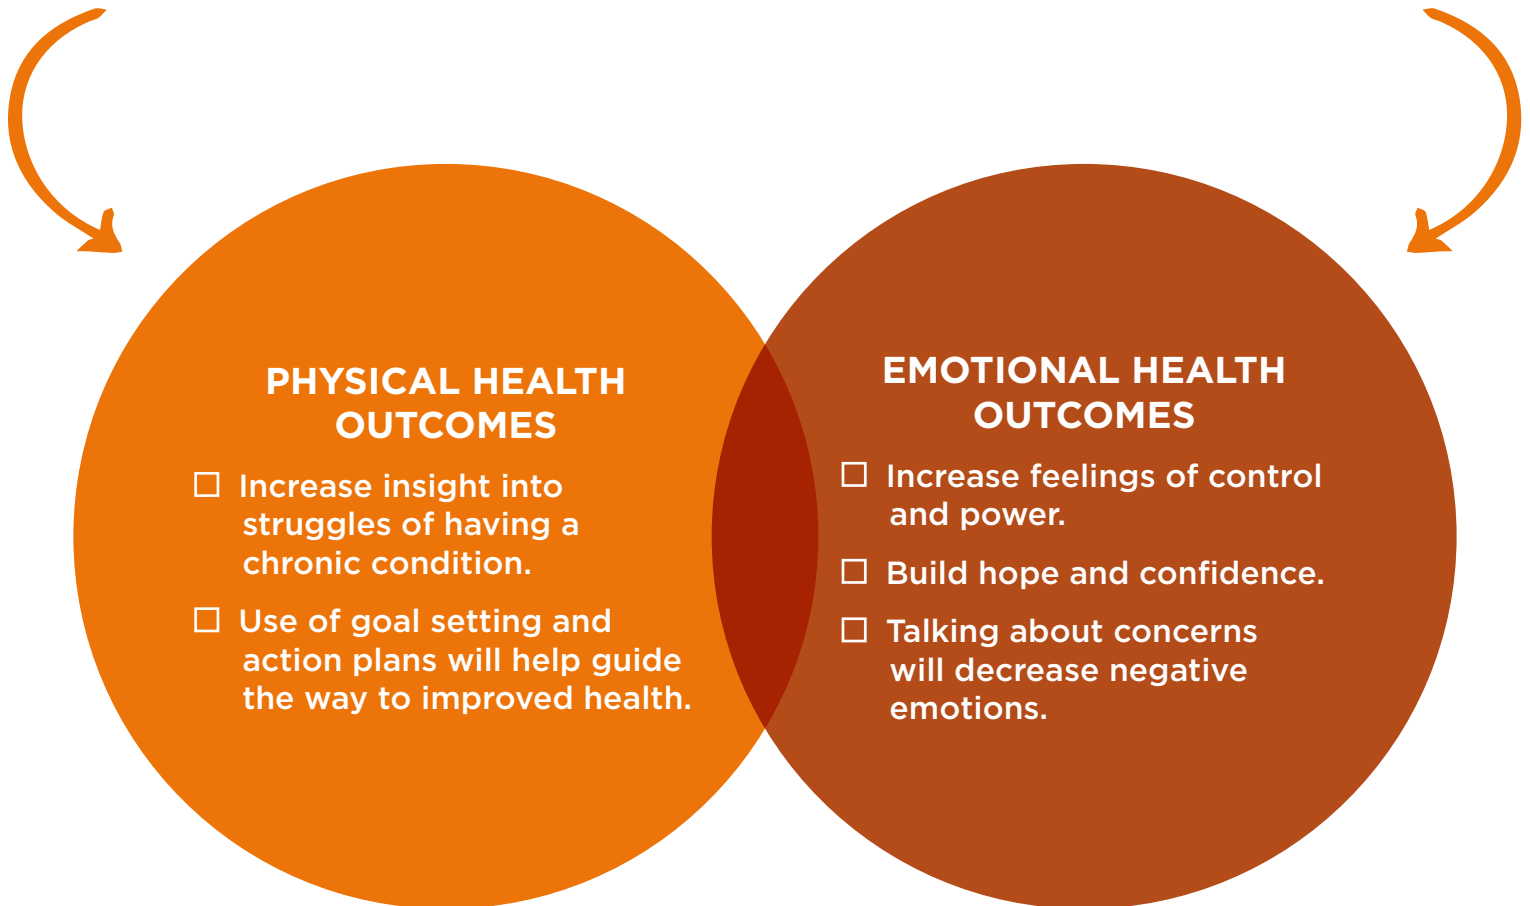 PHYSICAL HEALTH
OUTCOMES
☐ Increase insight into
struggles of having a
chronic condition.
☐ Use of goal setting and
action plans will help guide
the way to improved health.
EMOTIONAL HEALTH
OUTCOMES
☐ Increase feelings of control
and power.
☐ Build hope and confidence.
☐ Talking about concerns
will decrease negative
emotions.